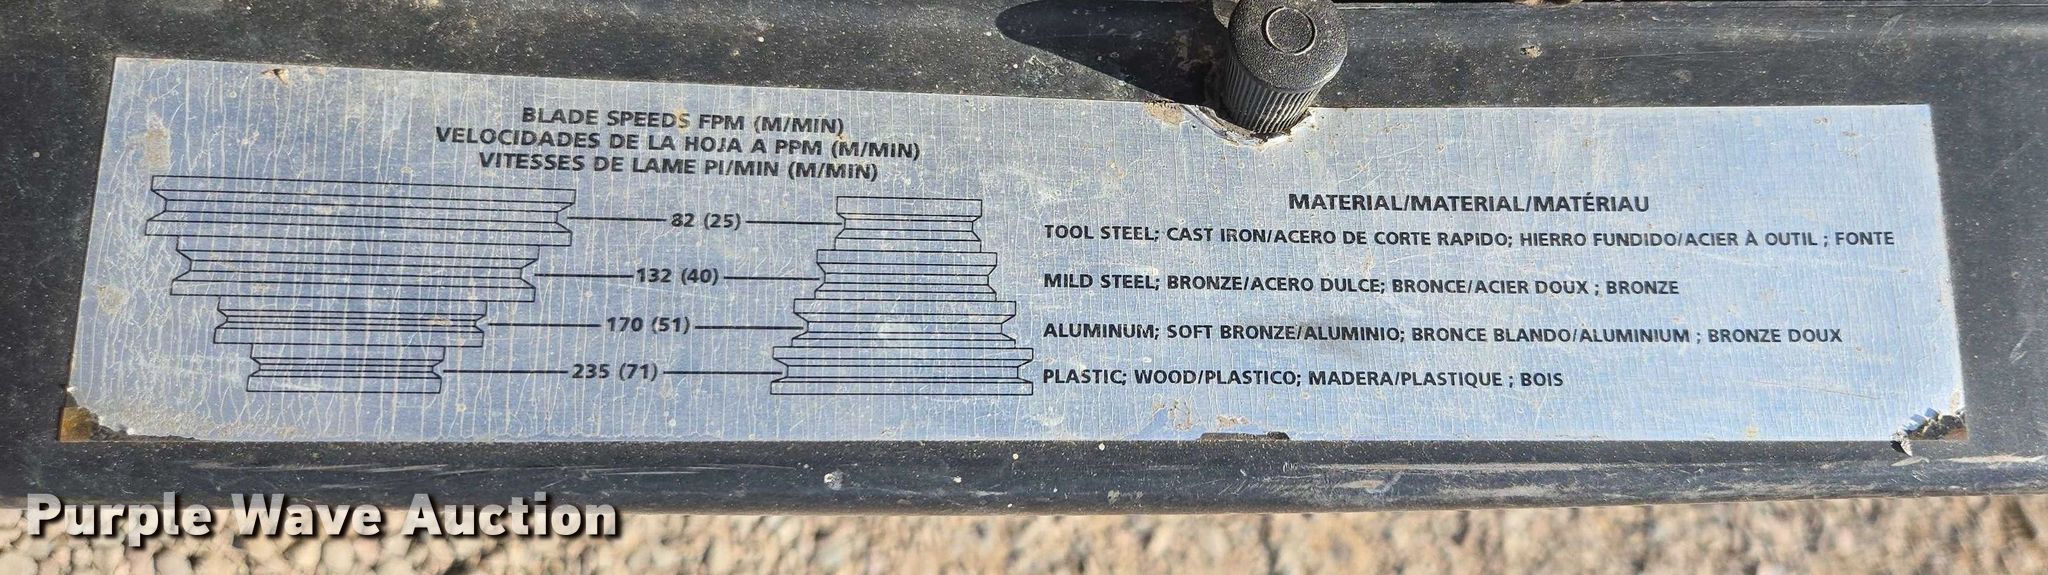 BLADE SPEEDS FPM (M/MIN)
VELOCIDADES DE LA HOJA A PPM (M/MIN)
VITESSES DE LAME PI/MIN (M/MIN)
82 (25)
132 (40)
170 (51)
235 (71)
MATERIAL/MATERIAL/MATÉRIAU
TOOL STEEL; CAST IRON/ACERO DE CORTE RAPIDO; HIERRO FUNDIDO/ACIER À OUTIL ; FONTE
MILD STEEL; BRONZE/ACERO DULCE; BRONCE/ACIER DOUX ; BRONZE
ALUMINUM; SOFT BRONZE/ALUMINIO; BRONCE BLANDO/ALUMINIUM ; BRONZE DOUX
PLASTIC; WOOD/PLASTICO; MADERA/PLASTIQUE ; BOIS
Purple Wave Auction